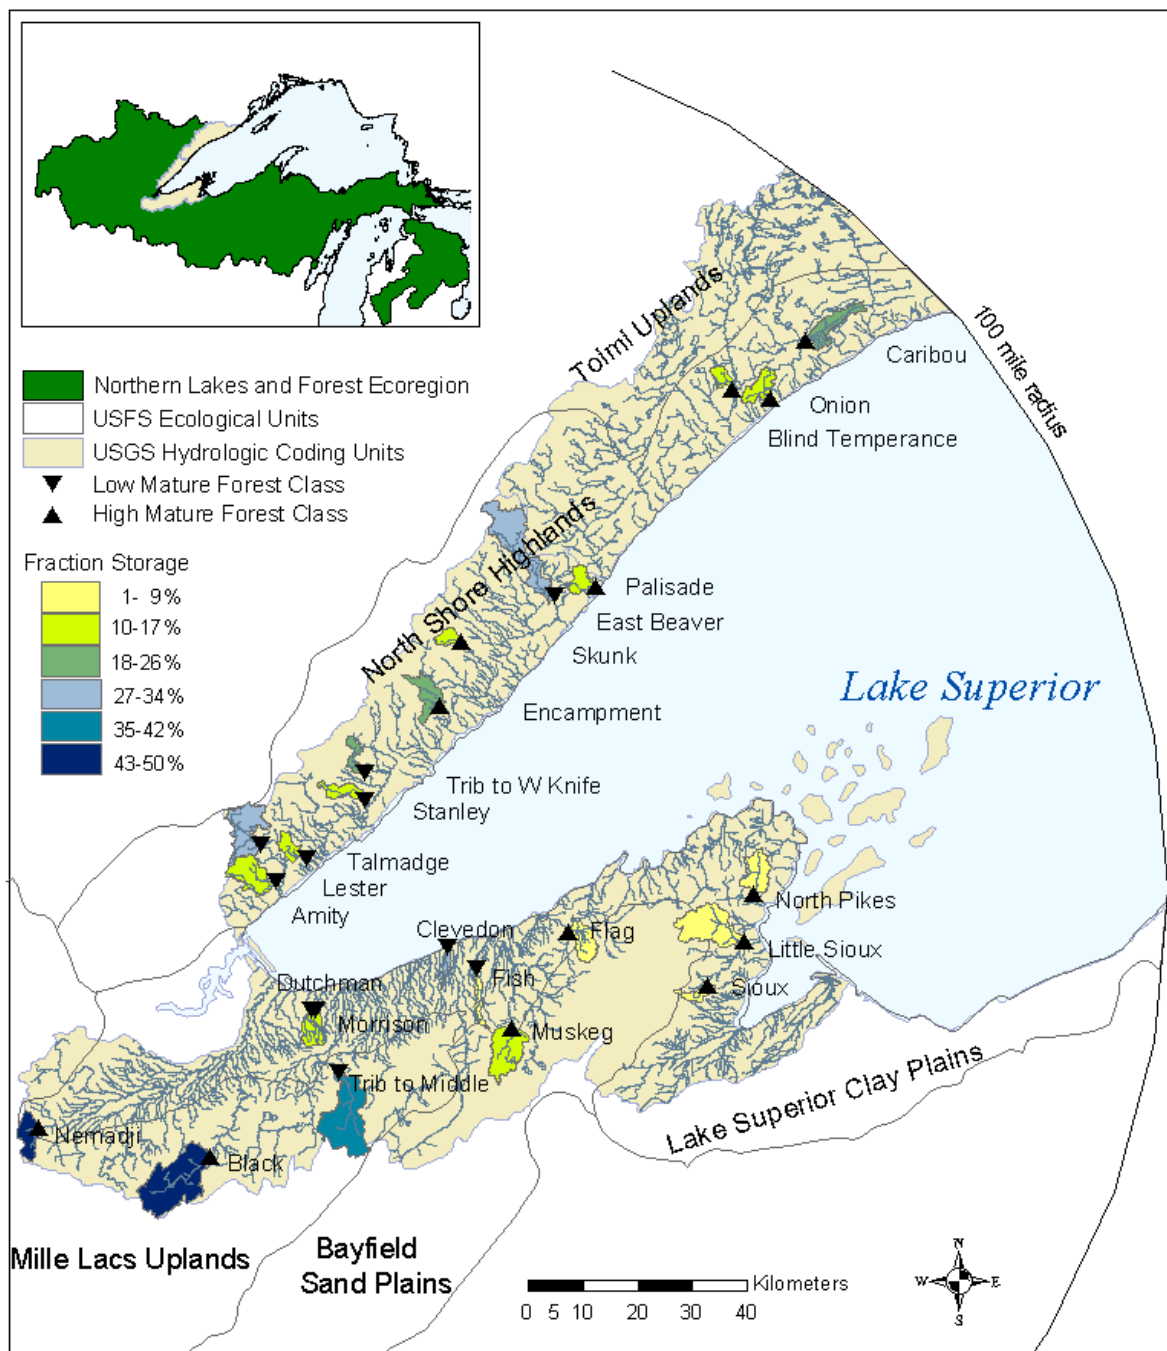 Northern Lakes and Forest Ecoregion
USFS Ecological Units
USGS Hydrologic Coding Units
Low Mature Forest Class
High Mature Forest Class
Fraction Storage
1- 9%
10-17%
18-26%
27-34%
35-42%
43-50%
Toimi Uplands
100 mile radius
Caribou
Onion
Blind Temperance
North Shore Highlands
Palisade
East Beaver
Skunk
Encampment
Lake Superior
Trib to W Knife
Stanley
Talmadge
Lester
Amity
North Pikes
Clevedon
Flag
Little Sioux
Fish
Dutchman
Sioux
Morrison
Muskeg
Trib to Middle
Nemadji
Black
Lake Superior Clay Plains
Mille Lacs Uplands
Bayfield
Sand Plains
N
W E
S
Kilometers
0 5 10 20 30 40